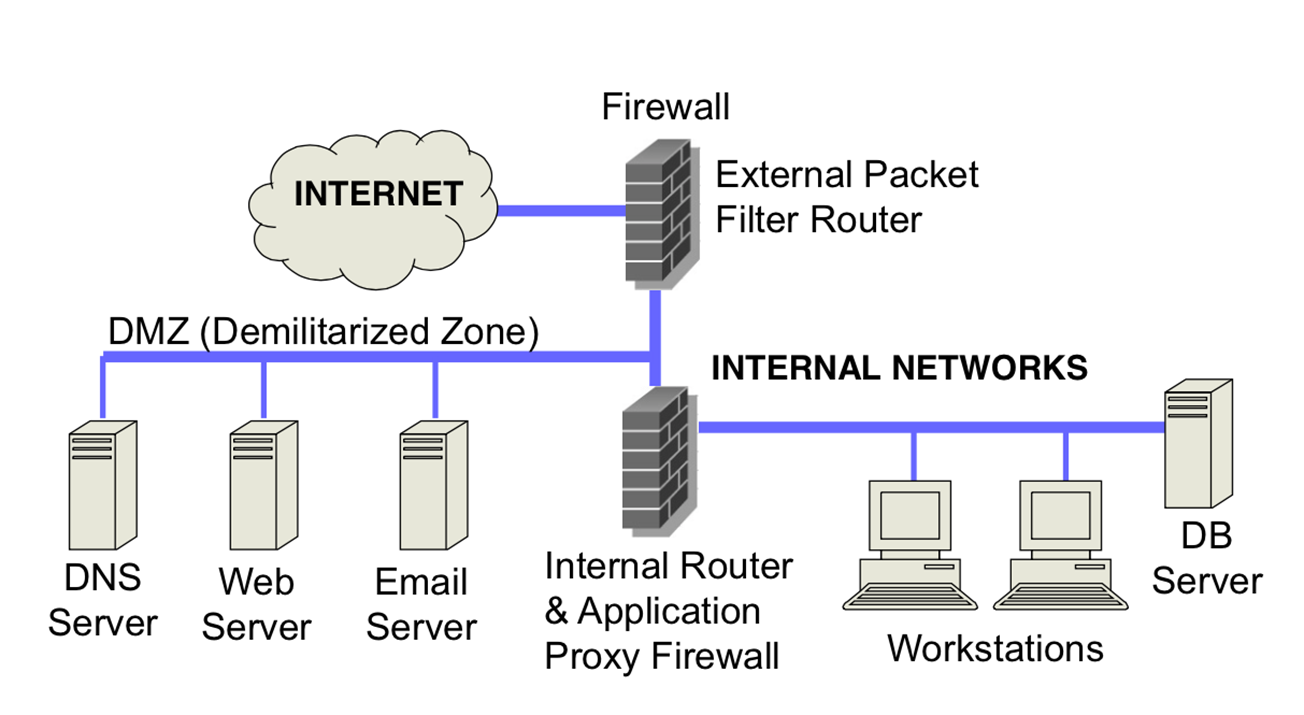 Firewall
INTERNET
External Packet
Filter Router
DMZ (Demilitarized Zone)
INTERNAL NETWORKS
DNS
Server
Web
Server
Email
Server
Internal Router
& Application
Proxy Firewall
Workstations
DB
Server